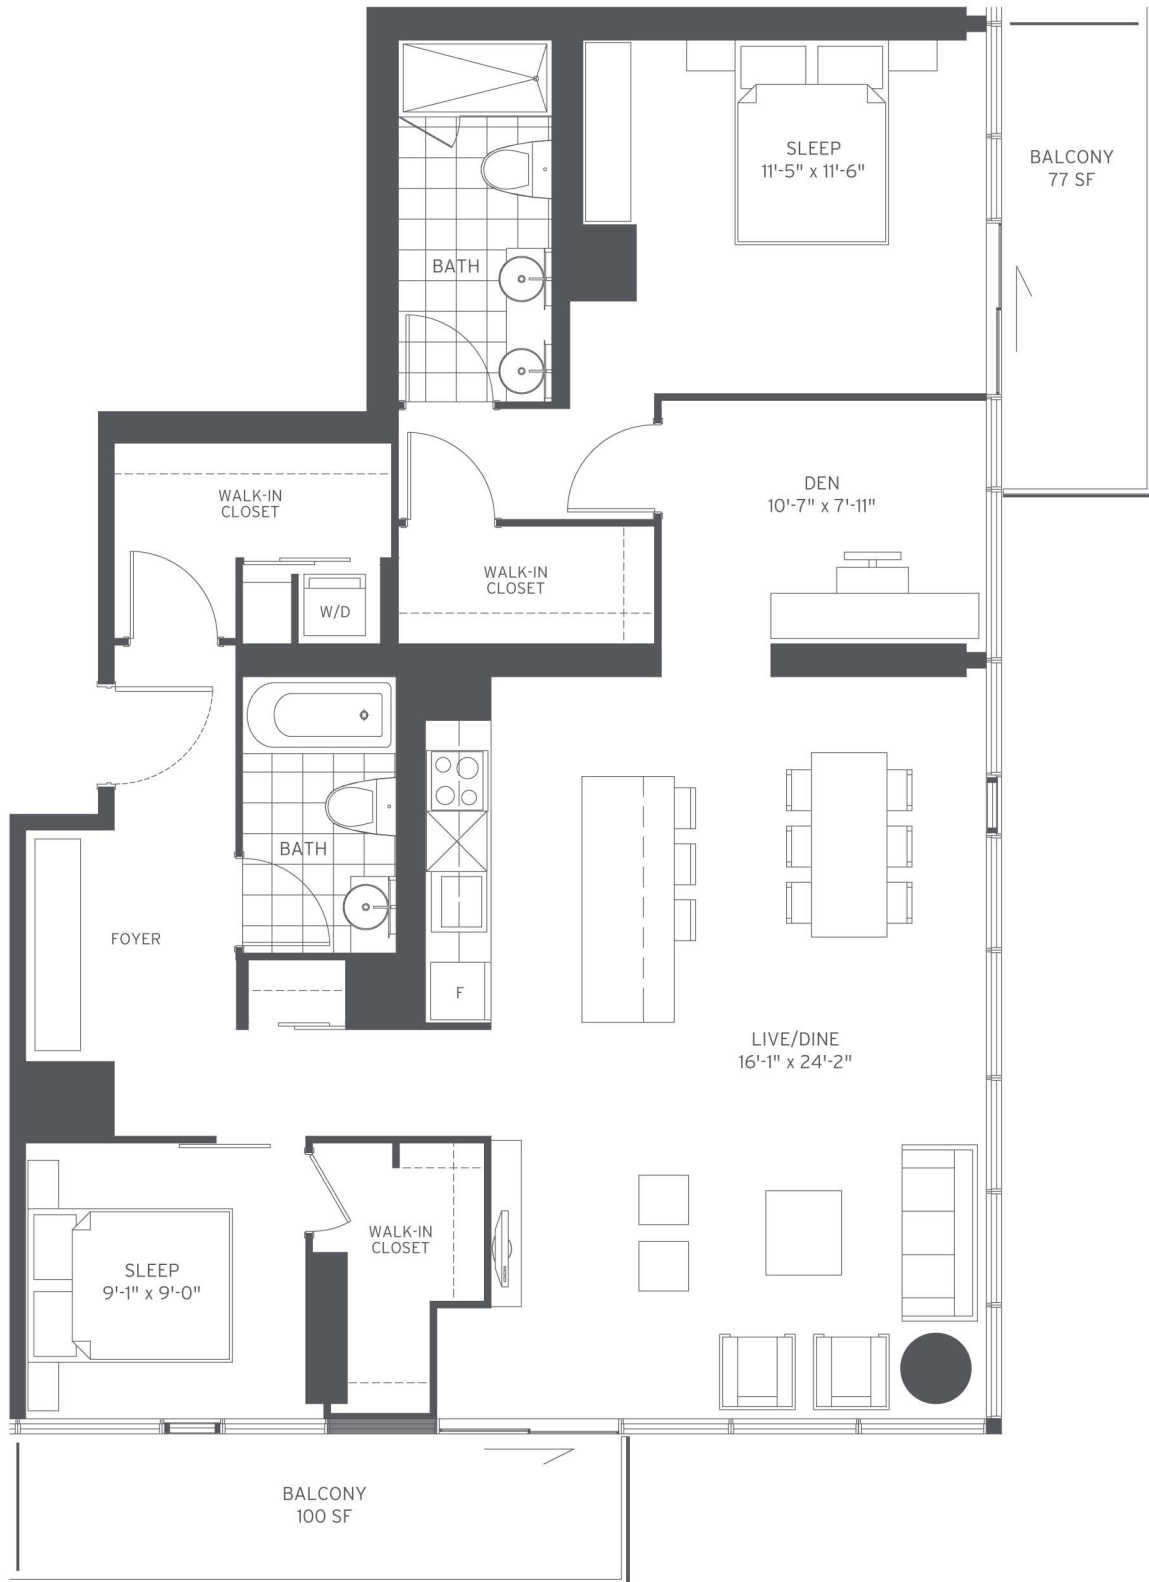 SLEEP
11'-5" x 11'-6"
BALCONY
77 SF
BATH
WALK-IN
CLOSET
DEN
10'-7" x 7'-11"
WALK-IN
CLOSET
W/D
BATH
FOYER
F
LIVE/DINE
16'-1" x 24'-2"
WALK-IN
CLOSET
SLEEP
9'-1" x 9'-0"
BALCONY
100 SF